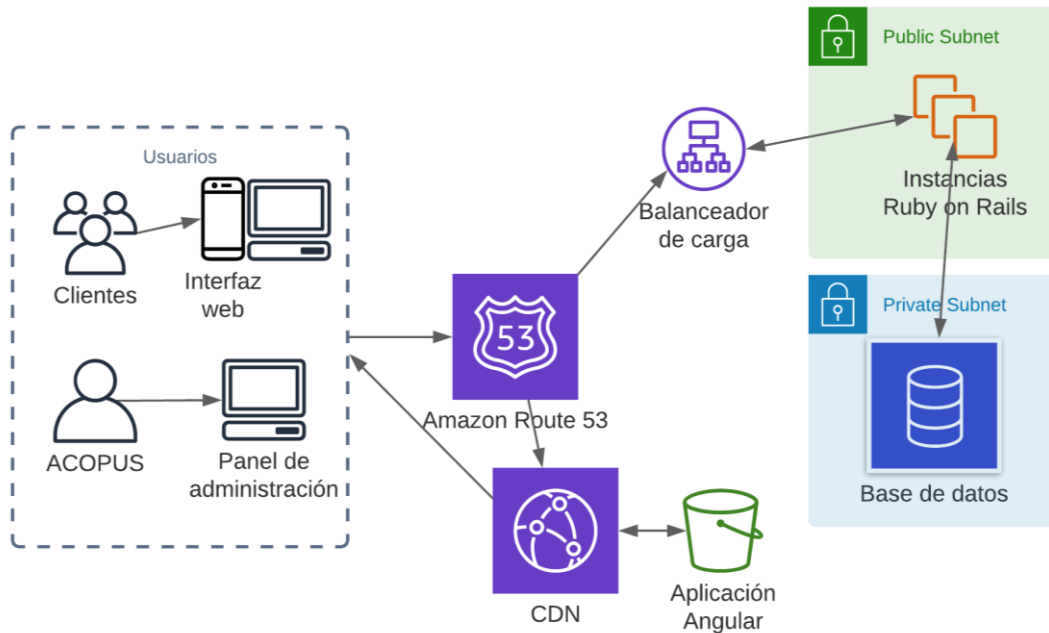 Public Subnet
Instancias
Ruby on Rails
Usuarios
Clientes
Interfaz
web
Balanceador
de carga
Private Subnet
53
Amazon Route 53
ACOPUS
Panel de
administración
Base de datos
CDN
Aplicación
Angular